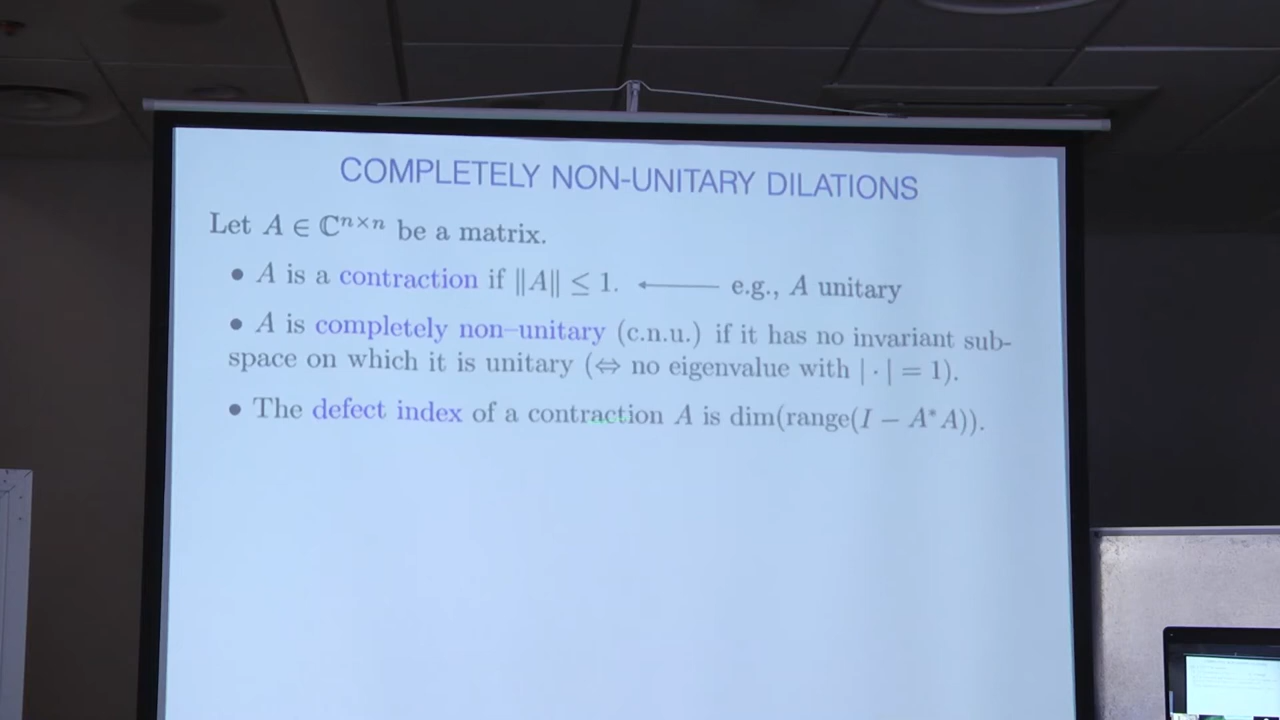 COMPLETELY NON-UNITARY DILATIONS
Let A ∈ ℂⁿˣⁿ be a matrix.
• A is a contraction if ‖A‖ ≤ 1. ⟵ e.g., A unitary
• A is completely non–unitary (c.n.u.) if it has no invariant sub-
space on which it is unitary (⇔ no eigenvalue with | · | = 1).
• The defect index of a contraction A is dim(range(I − A*A)).